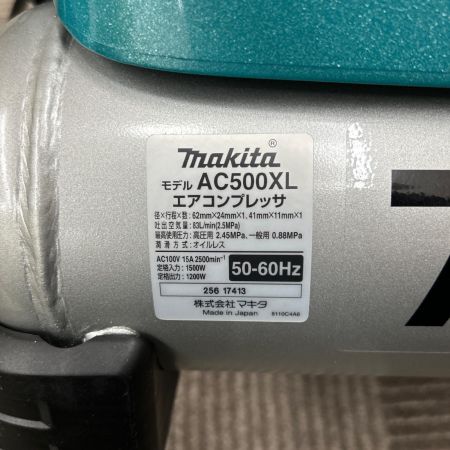 makita®
モデル AC500XL
エアコンプレッサ
径×行程×数：62mm×24mm×1、41mm×11mm×1
吐出空気量：83L/min(2.5MPa)
最高使用圧力：高圧用 2.45MPa、一般用 0.88MPa
潤滑方式：オイルレス
AC100V 15A 2500min⁻¹
定格入力：1500W
定格出力：1200W
50-60Hz
256 17413
株式会社マキタ
Made in Japan
8110C4A6